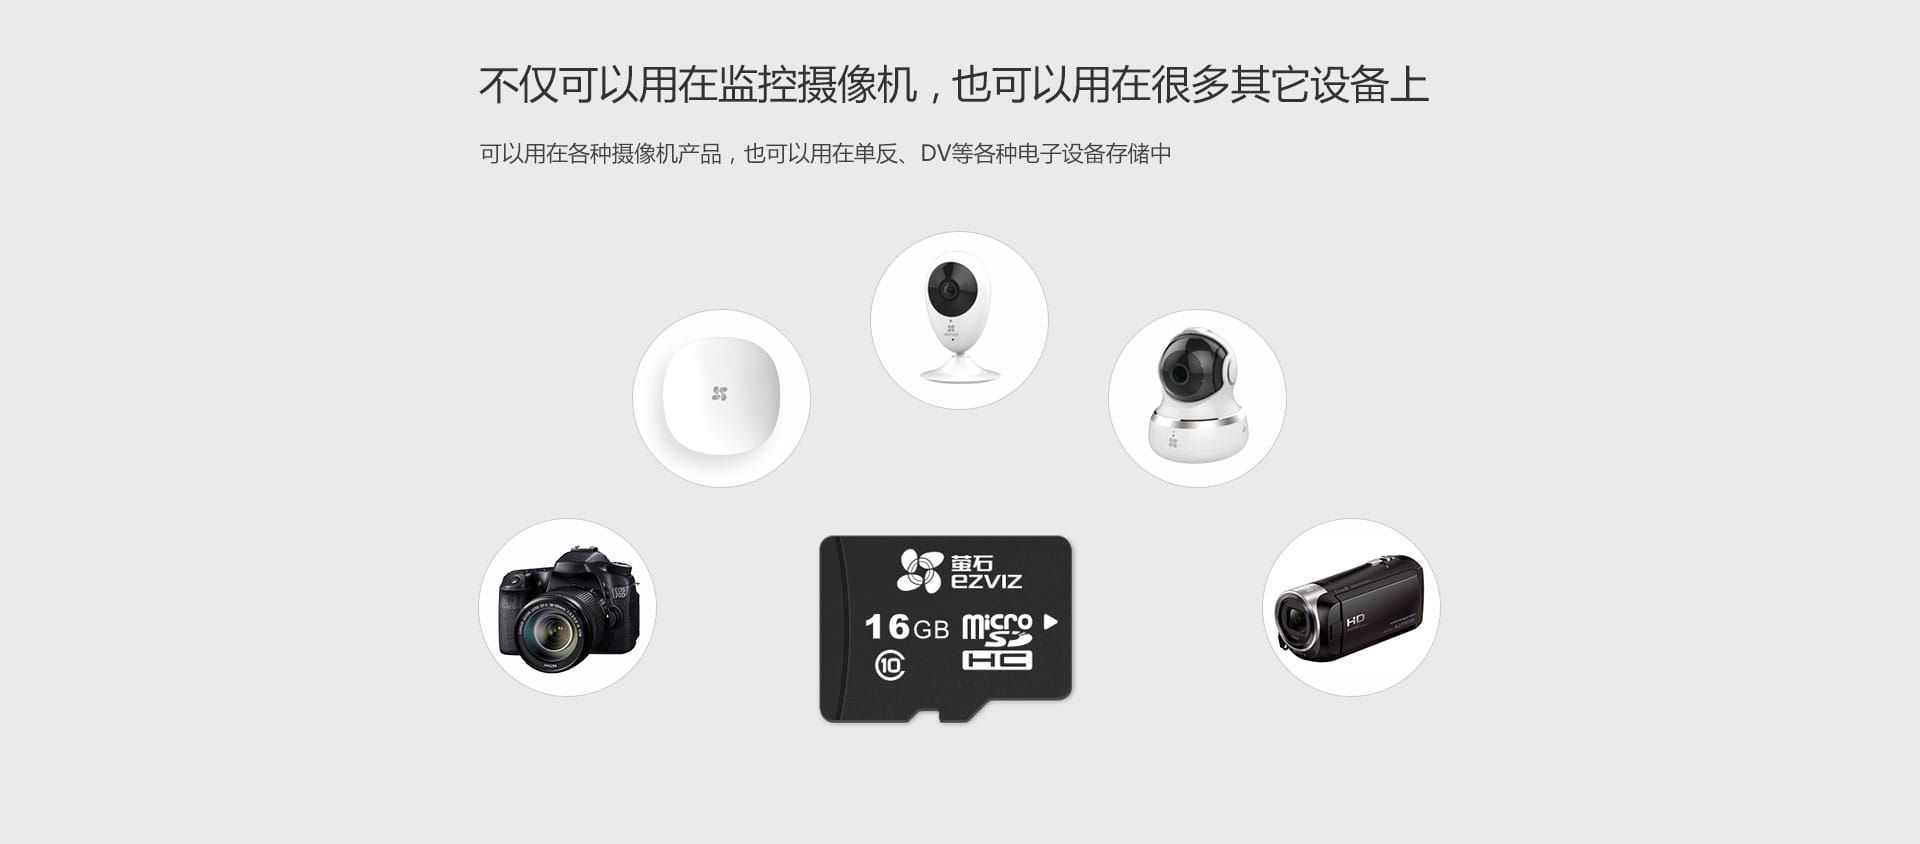 不仅可以用在监控摄像机，也可以用在很多其它设备上
可以用在各种摄像机产品，也可以用在单反、DV等各种电子设备存储中
萤石
ezviz
16GB
micro
SD
HC
10
HD